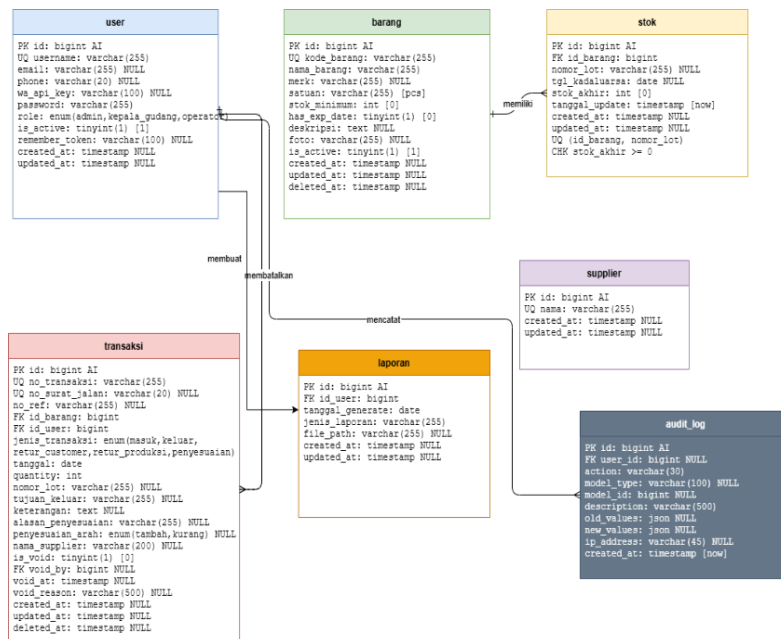 user
PK id: bigint AI
UQ username: varchar(255)
email: varchar(255) NULL
phone: varchar(20) NULL
wa_api_key: varchar(100) NULL
password: varchar(255)
role: enum(admin,kepala_gudang,operator)
is_active: tinyint(1) [1]
remember_token: varchar(100) NULL
created_at: timestamp NULL
updated_at: timestamp NULL
barang
PK id: bigint AI
UQ kode_barang: varchar(255)
nama_barang: varchar(255)
merk: varchar(255) NULL
satuan: varchar(255) [pcs]
stok_minimum: int [0]
has_exp_date: tinyint(1) [0]
deskripsi: text NULL
foto: varchar(255) NULL
is_active: tinyint(1) [1]
created_at: timestamp NULL
updated_at: timestamp NULL
deleted_at: timestamp NULL
memiliki
stok
PK id: bigint AI
FK id_barang: bigint
nomor_lot: varchar(255) NULL
tgl_kadaluarsa: date NULL
stok_akhir: int [0]
tanggal_update: timestamp [now]
created_at: timestamp NULL
updated_at: timestamp NULL
UQ (id_barang, nomor_lot)
CHK stok_akhir >= 0
membuat
membatalkan
mencatat
supplier
PK id: bigint AI
UQ nama: varchar(255)
created_at: timestamp NULL
updated_at: timestamp NULL
transaksi
PK id: bigint AI
UQ no_transaksi: varchar(255)
UQ no_surat_jalan: varchar(20) NULL
no_ref: varchar(255) NULL
FK id_barang: bigint
FK id_user: bigint
jenis_transaksi: enum(masuk,keluar,
retur_customer,retur_produksi,penyesuaian)
tanggal: date
quantity: int
nomor_lot: varchar(255) NULL
tujuan_keluar: varchar(255) NULL
keterangan: text NULL
alasan_penyesuaian: varchar(255) NULL
penyesuaian_arah: enum(tambah,kurang) NULL
nama_supplier: varchar(200) NULL
is_void: tinyint(1) [0]
FK void_by: bigint NULL
void_at: timestamp NULL
void_reason: varchar(500) NULL
created_at: timestamp NULL
updated_at: timestamp NULL
deleted_at: timestamp NULL
laporan
PK id: bigint AI
FK id_user: bigint
tanggal_generate: date
jenis_laporan: varchar(255)
file_path: varchar(255) NULL
created_at: timestamp NULL
updated_at: timestamp NULL
audit_log
PK id: bigint AI
FK user_id: bigint NULL
action: varchar(30)
model_type: varchar(100) NULL
model_id: bigint NULL
description: varchar(500)
old_values: json NULL
new_values: json NULL
ip_address: varchar(45) NULL
created_at: timestamp [now]